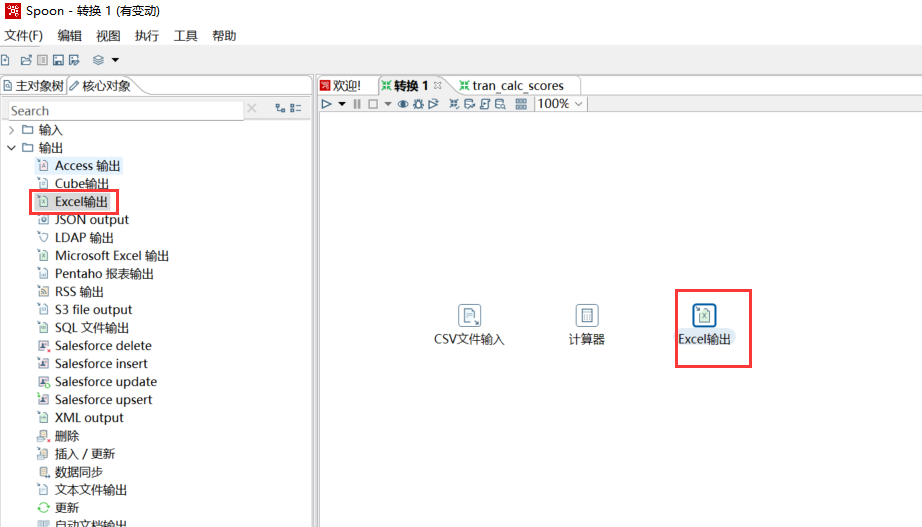 Spoon - 转换 1 (有变动)
文件(F) 编辑 视图 执行 工具 帮助
主对象树 核心对象
欢迎! 转换 1 tran_calc_scores
Search
100%
输入
输出
Access 输出
Cube输出
Excel输出
JSON output
LDAP 输出
Microsoft Excel 输出
Pentaho 报表输出
RSS 输出
S3 file output
SQL 文件输出
Salesforce delete
Salesforce insert
Salesforce update
Salesforce upsert
XML output
删除
插入 / 更新
数据同步
文本文件输出
更新
自动文档输出
CSV文件输入
计算器
Excel输出